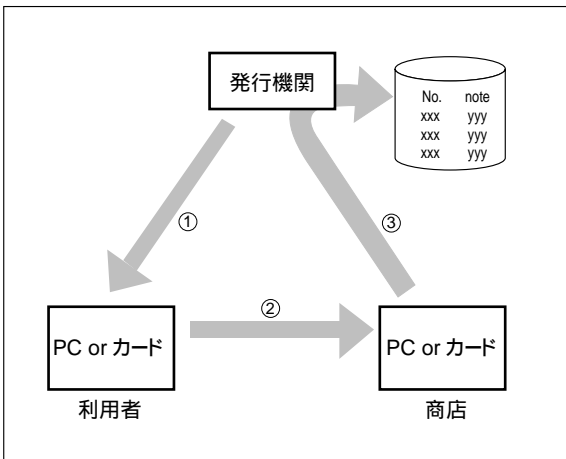 発行機関
No. note
xxx yyy
xxx yyy
xxx yyy
①
③
②
PC or カード
PC or カード
利用者
商店